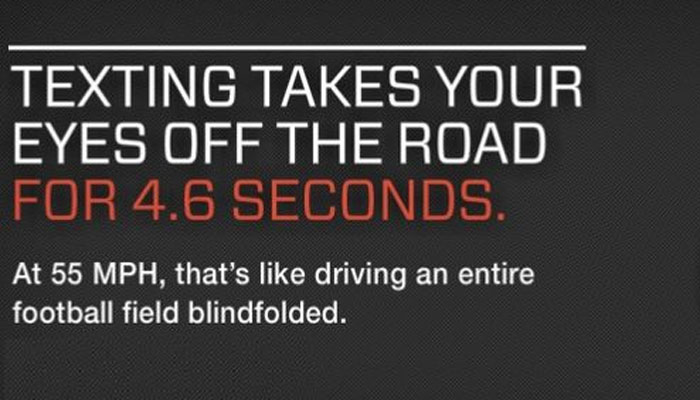 TEXTING TAKES YOUR
EYES OFF THE ROAD
FOR 4.6 SECONDS.
At 55 MPH, that's like driving an entire
football field blindfolded.